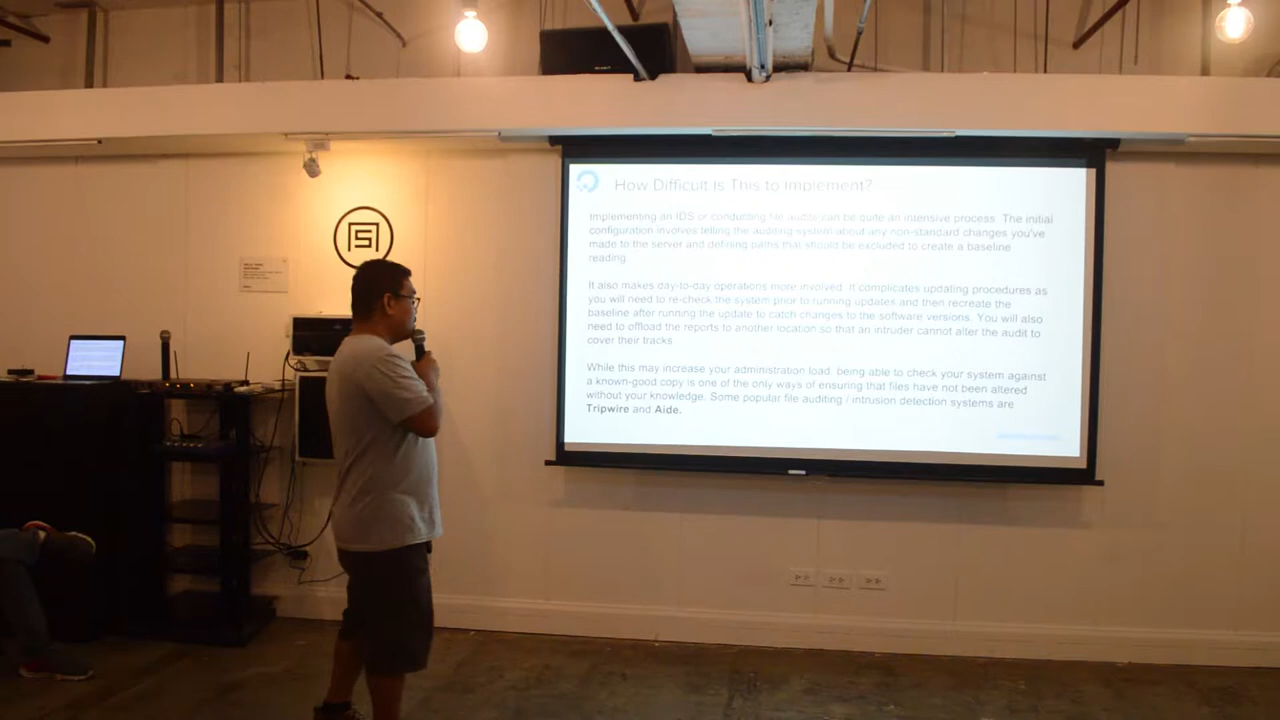 How Difficult Is This to Implement?
Implementing an IDS or conducting file audits can be quite an intensive process. The initial
configuration involves telling the auditing system about any non-standard changes you've
made to the server and defining paths that should be excluded to create a baseline
reading.
It also makes day-to-day operations more involved. It complicates updating procedures as
you will need to re-check the system prior to running updates and then recreate the
baseline after running the update to catch changes to the software versions. You will also
need to offload the reports to another location so that an intruder cannot alter the audit to
cover their tracks.
While this may increase your administration load, being able to check your system against
a known-good copy is one of the only ways of ensuring that files have not been altered
without your knowledge. Some popular file auditing / intrusion detection systems are
Tripwire and Aide.